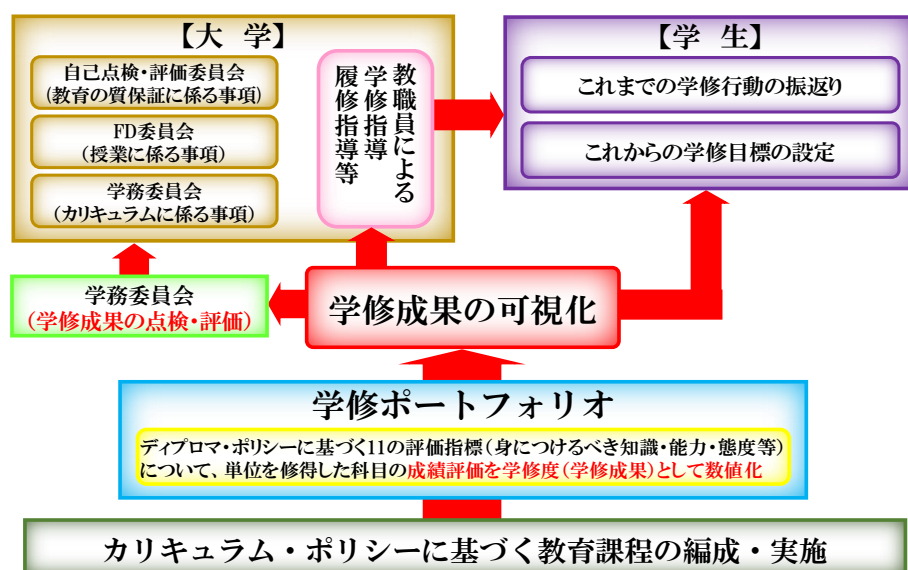 【大 学】
自己点検・評価委員会
(教育の質保証に係る事項)
FD委員会
(授業に係る事項)
学務委員会
(カリキュラムに係る事項)
教職員による
学修指導
履修指導等
【学 生】
これまでの学修行動の振返り
これからの学修目標の設定
学務委員会
(学修成果の点検・評価)
学修成果の可視化
学修ポートフォリオ
ディプロマ・ポリシーに基づく11の評価指標(身につけるべき知識・能力・態度等)
について、単位を修得した科目の成績評価を学修度(学修成果)として数値化
カリキュラム・ポリシーに基づく教育課程の編成・実施